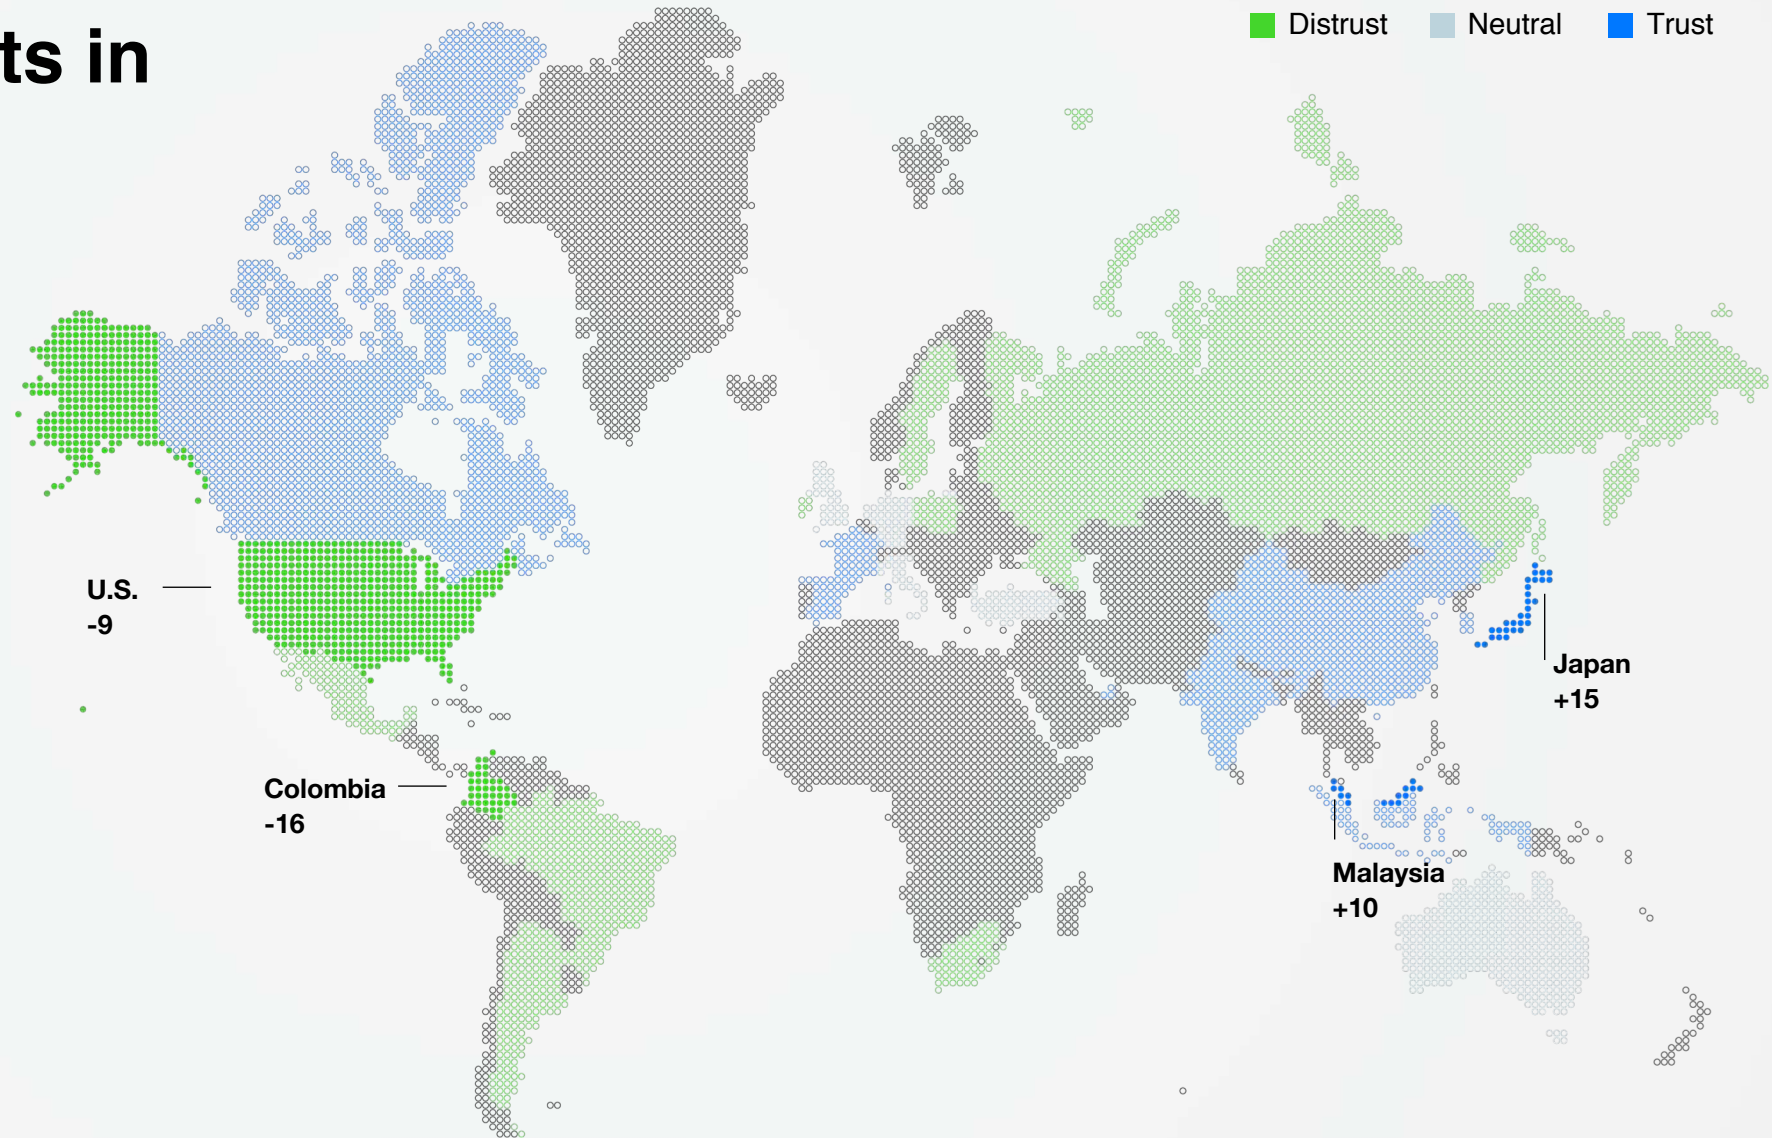 ts in
Distrust
Neutral
Trust
U.S.
-9
Japan
+15
Colombia
-16
Malaysia
+10